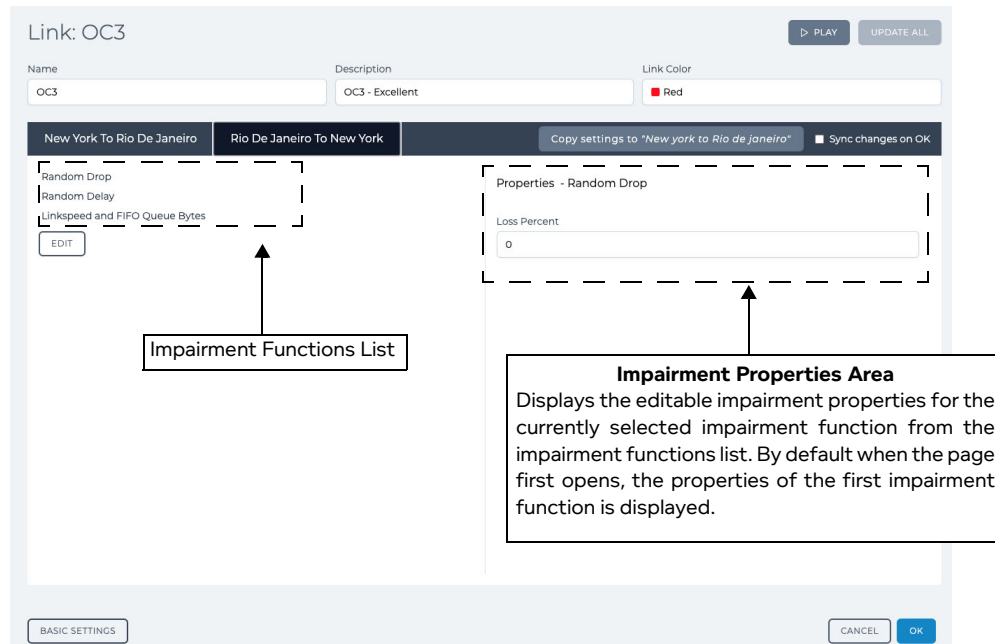 Link: OC3
PLAY
UPDATE ALL
Name
Description
Link Color
OC3
OC3 - Excellent
Red
New York To Rio De Janeiro
Rio De Janeiro To New York
Copy settings to "New york to Rio de janeiro"
Sync changes on OK
Random Drop
Random Delay
Linkspeed and FIFO Queue Bytes
EDIT
Properties - Random Drop
Loss Percent
0
Impairment Functions List
Impairment Properties Area
Displays the editable impairment properties for the
currently selected impairment function from the
impairment functions list. By default when the page
first opens, the properties of the first impairment
function is displayed.
BASIC SETTINGS
CANCEL
OK